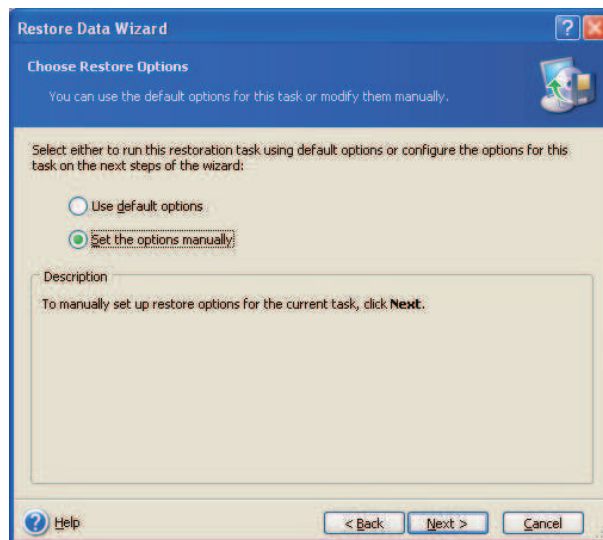 Restore Data Wizard
Choose Restore Options
You can use the default options for this task or modify them manually.
Select either to run this restoration task using default options or configure the options for this
task on the next steps of the wizard:
Use default options
Set the options manually
Description
To manually set up restore options for the current task, click Next.
Help
< Back
Next >
Cancel